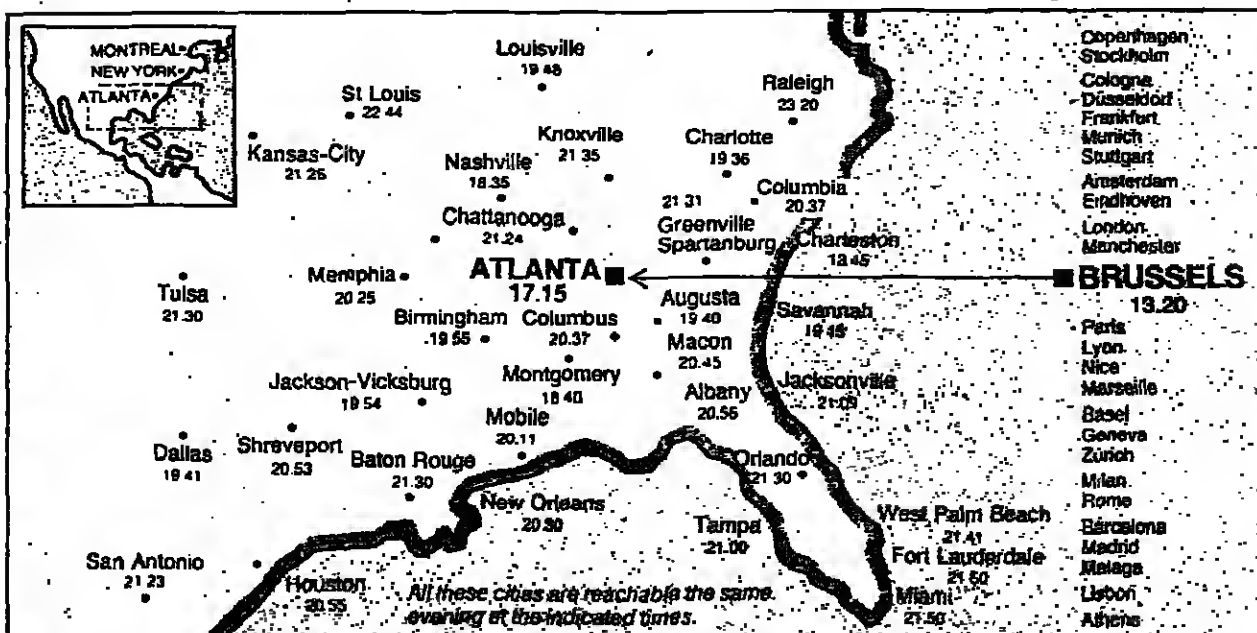 MONTREAL
NEW YORK
ATLANTA
Louisville
19 48
Raleigh
23 20
St Louis
22 44
Knoxville
21 35
Charlotte
19 36
Kansas-City
21 25
Nashville
18.35
Columbia
20.37
21 31
Greenville
Spartanburg
Chattanooga
21.24
Charleston
Memphis
20 25
ATLANTA
17.15
Tulsa
21.30
Augusta
19 40
Savannah
Birmingham
19 55
Columbus
20.37
Macon
20.45
Jackson-Vicksburg
19 54
Montgomery
18 40
Albany
20.56
Jacksonville
Mobile
20.11
Dallas
19 41
Shreveport
20.53
Baton Rouge
21.30
Orlando
21 30
New Orleans
20.30
Tampa
21.00
West Palm Beach
21.41
Fort Lauderdale
21.50
Miami
21.50
San Antonio
21 23
Houston
20.55
All these cities are reachable the same
evening at the indicated times.
Copenhagen
Stockholm
Cologne
Düsseldorf
Frankfurt
Munich
Stuttgart
Amsterdam
Eindhoven
London
Manchester
BRUSSELS
13.20
Paris
Lyon
Nice
Marseille
Basel
Geneva
Zürich
Milan
Rome
Barcelona
Madrid
Malaga
Lisbon
Athens